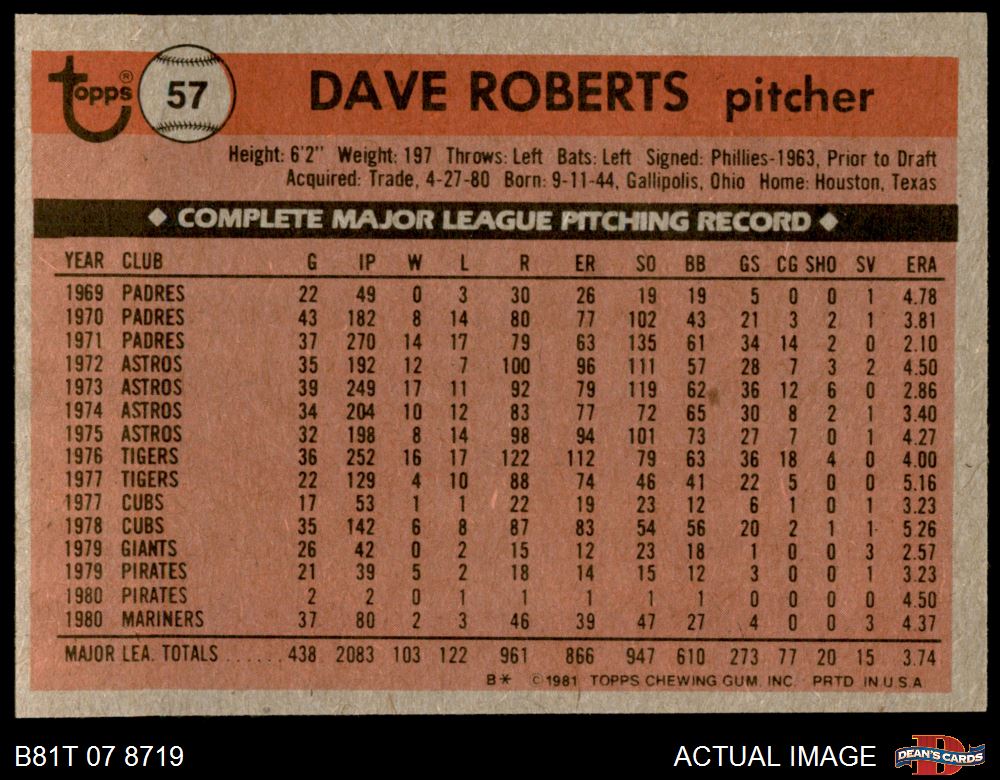 Topps ® 57 DAVE ROBERTS pitcher
Height: 6'2" Weight: 197 Throws: Left Bats: Left Signed: Phillies-1963, Prior to Draft
Acquired: Trade, 4-27-80 Born: 9-11-44, Gallipolis, Ohio Home: Houston, Texas
◆ COMPLETE MAJOR LEAGUE PITCHING RECORD ◆
YEAR CLUB G IP W L R ER SO BB GS CG SHO SV ERA
1969 PADRES 22 49 0 3 30 26 19 19 5 0 0 1 4.78
1970 PADRES 43 182 8 14 80 77 102 43 21 3 2 1 3.81
1971 PADRES 37 270 14 17 79 63 135 61 34 14 2 0 2.10
1972 ASTROS 35 192 12 7 100 96 111 57 28 7 3 2 4.50
1973 ASTROS 39 249 17 11 92 79 119 62 36 12 6 0 2.86
1974 ASTROS 34 204 10 12 83 77 72 65 30 8 2 1 3.40
1975 ASTROS 32 198 8 14 98 94 101 73 27 7 0 1 4.27
1976 TIGERS 36 252 16 17 122 112 79 63 36 18 4 0 4.00
1977 TIGERS 22 129 4 10 88 74 46 41 22 5 0 0 5.16
1977 CUBS 17 53 1 1 22 19 23 12 6 1 0 1 3.23
1978 CUBS 35 142 6 8 87 83 54 56 20 2 1 1 5.26
1979 GIANTS 26 42 0 2 15 12 23 18 1 0 0 3 2.57
1979 PIRATES 21 39 5 2 18 14 15 12 3 0 0 1 3.23
1980 PIRATES 2 2 0 1 1 1 1 1 0 0 0 0 4.50
1980 MARINERS 37 80 2 3 46 39 47 27 4 0 0 3 4.37
MAJOR LEA. TOTALS ...... 438 2083 103 122 961 866 947 610 273 77 20 15 3.74
B* ©1981 TOPPS CHEWING GUM, INC. PRTD IN U.S.A.
B81T 07 8719 ACTUAL IMAGE DEAN'S CARDS